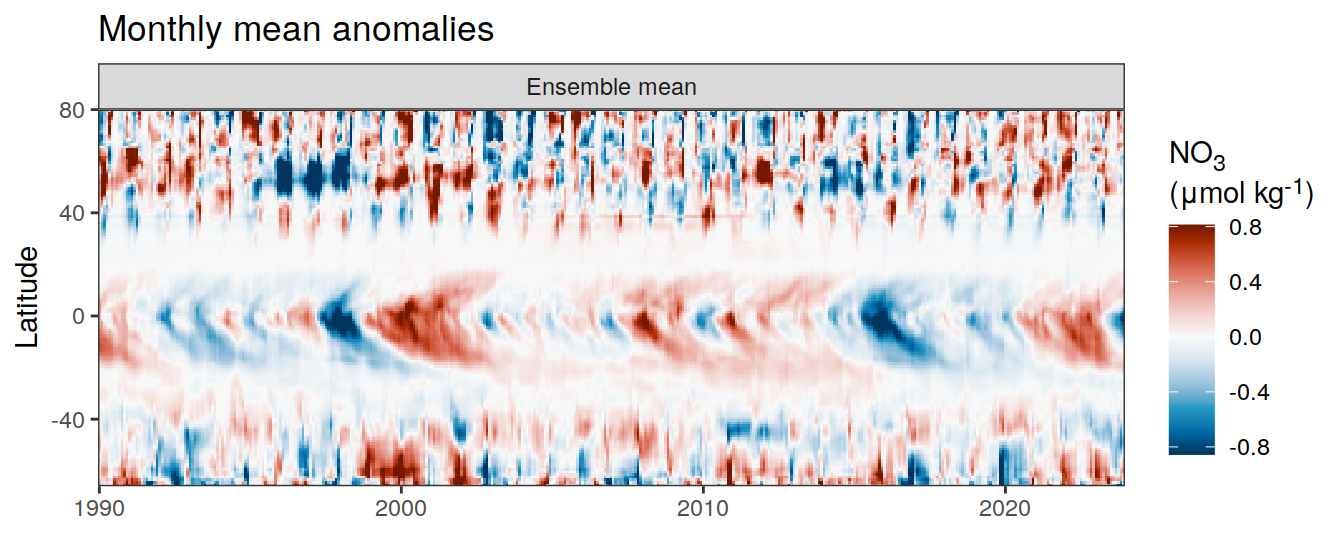 Monthly mean anomalies
Ensemble mean
80
40
0
-40
Latitude
1990 2000 2010 2020
NO₃
(μmol kg⁻¹)
0.8
0.4
0.0
-0.4
-0.8